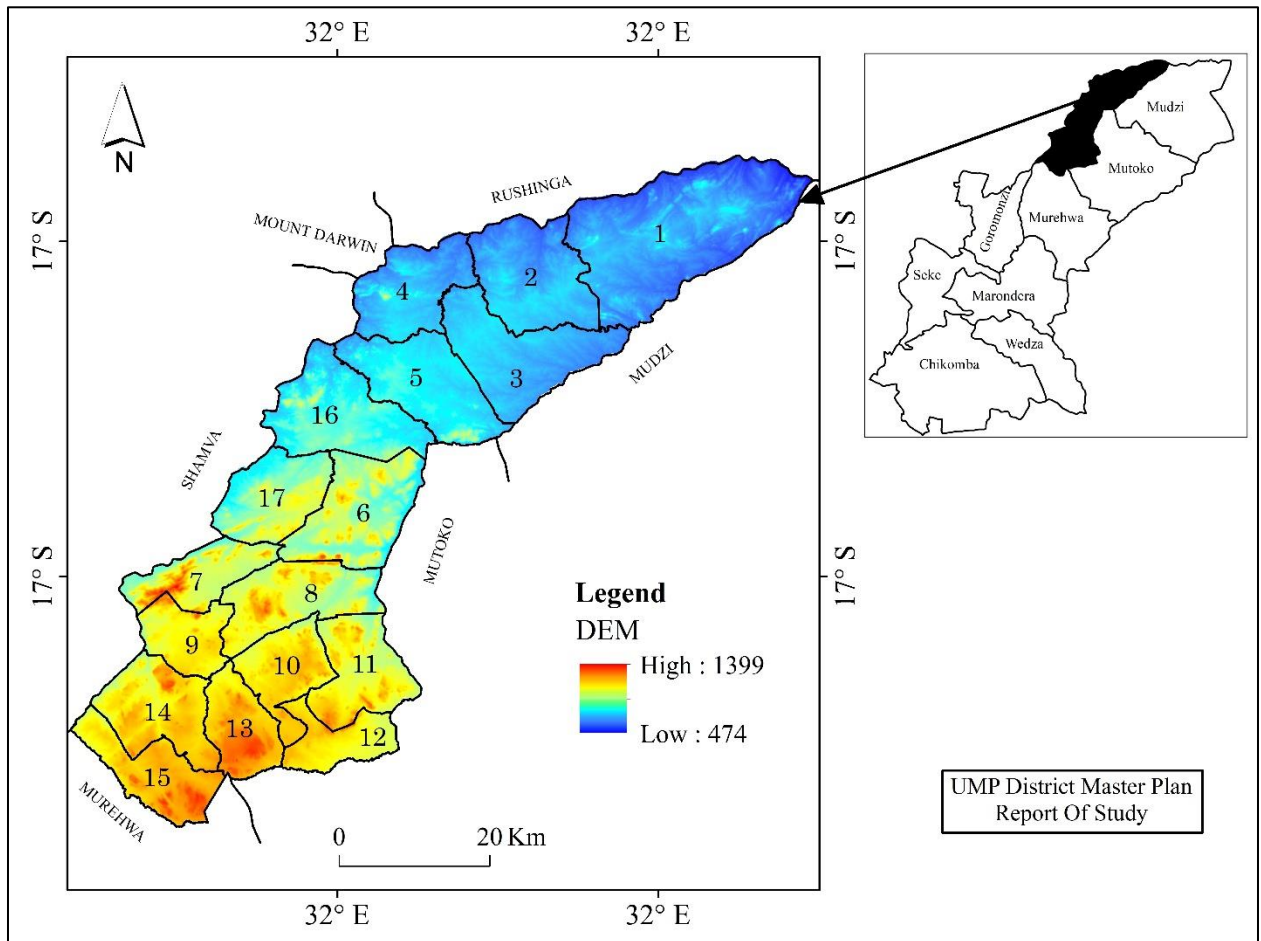 32° E
32° E
17° S
17° S
17° S
17° S
32° E
32° E
N
MOUNT DARWIN
RUSHINGA
MUDZI
SHAMVA
MUTOKO
MUREHWA
1
2
4
3
5
16
17
6
7
8
9
10
11
14
13
12
15
Legend
DEM
High : 1399
Low : 474
0
20 Km
Mudzi
Mutoko
Goromonzi
Murehwa
Seke
Marondera
Wedza
Chikomba
UMP District Master Plan
Report Of Study